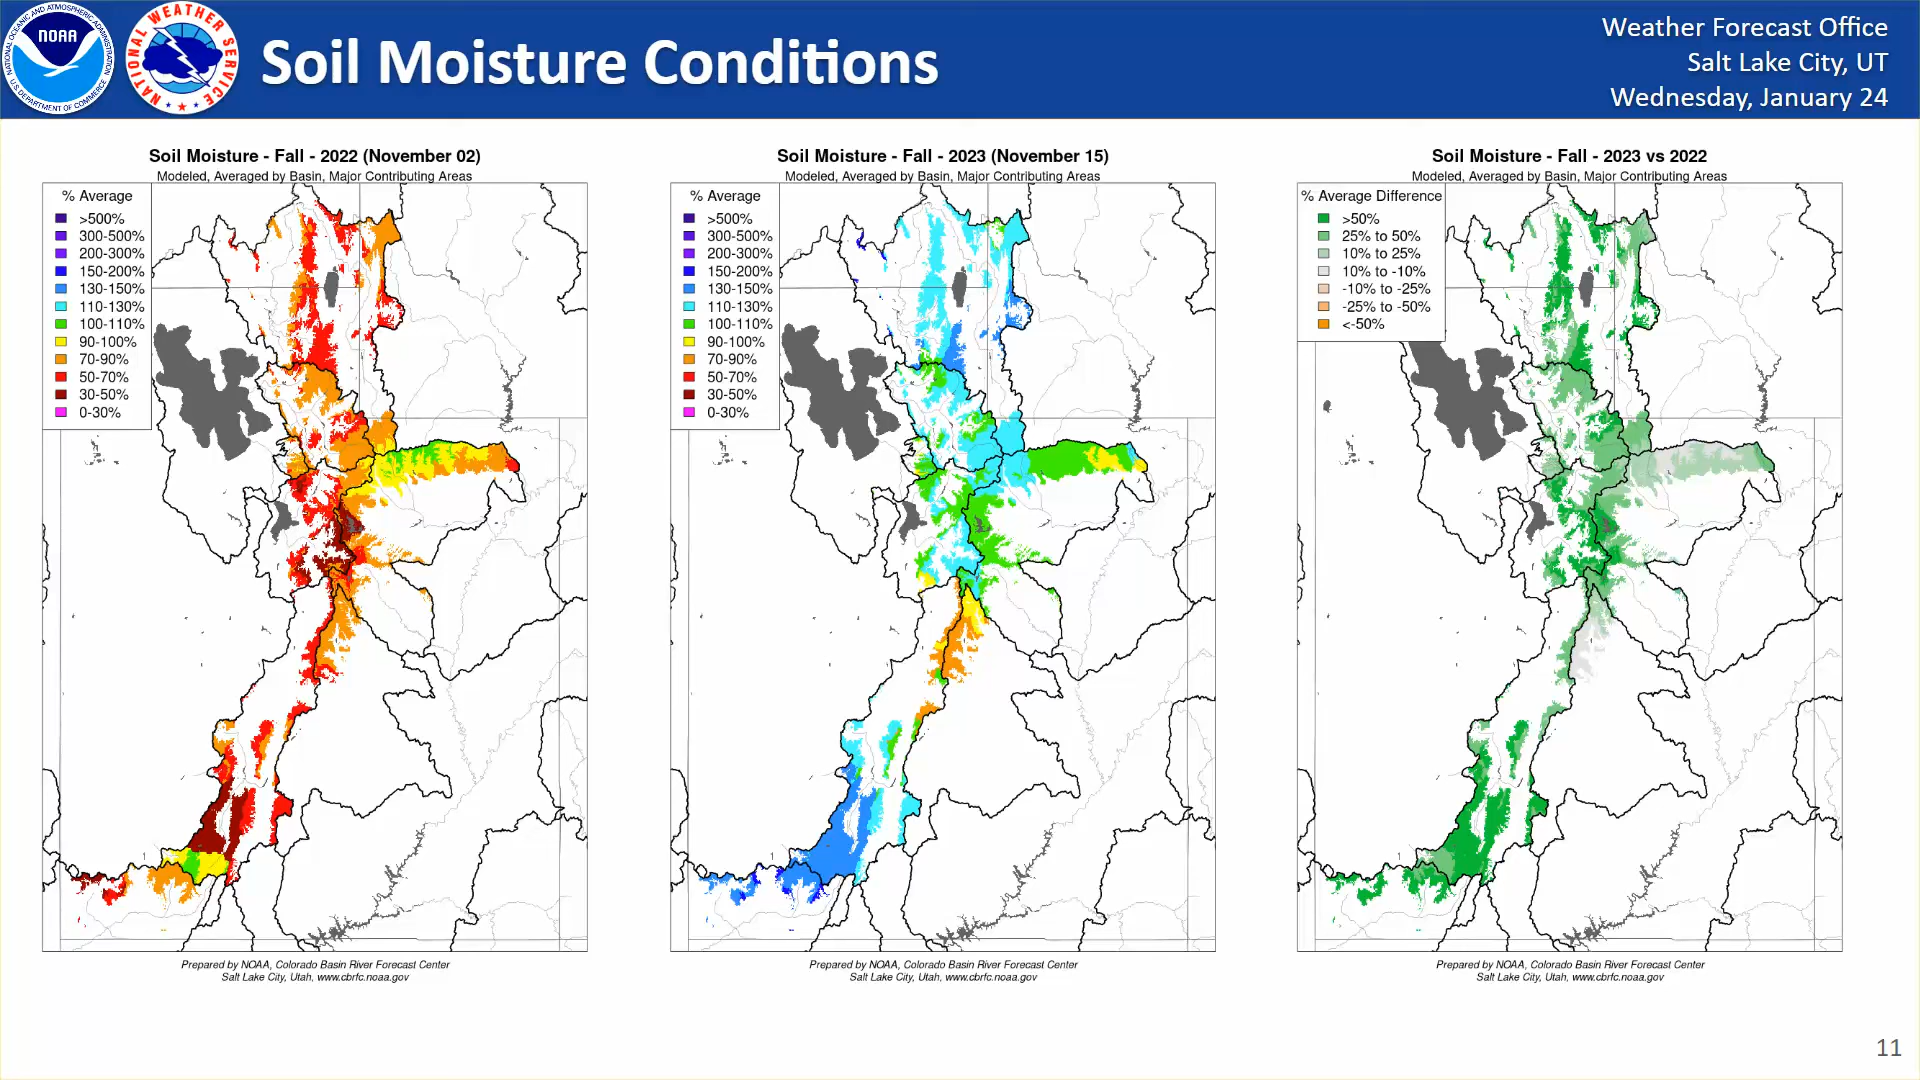 NOAA
NATIONAL OCEANIC AND ATMOSPHERIC ADMINISTRATION
U.S. DEPARTMENT OF COMMERCE
NATIONAL WEATHER SERVICE
Soil Moisture Conditions
Weather Forecast Office
Salt Lake City, UT
Wednesday, January 24
Soil Moisture - Fall - 2022 (November 02)
Modeled, Averaged by Basin, Major Contributing Areas
% Average
>500%
300-500%
200-300%
150-200%
130-150%
110-130%
100-110%
90-100%
70-90%
50-70%
30-50%
0-30%
Prepared by NOAA, Colorado Basin River Forecast Center
Salt Lake City, Utah, www.cbrfc.noaa.gov
Soil Moisture - Fall - 2023 (November 15)
Modeled, Averaged by Basin, Major Contributing Areas
% Average
>500%
300-500%
200-300%
150-200%
130-150%
110-130%
100-110%
90-100%
70-90%
50-70%
30-50%
0-30%
Prepared by NOAA, Colorado Basin River Forecast Center
Salt Lake City, Utah, www.cbrfc.noaa.gov
Soil Moisture - Fall - 2023 vs 2022
Modeled, Averaged by Basin, Major Contributing Areas
% Average Difference
>50%
25% to 50%
10% to 25%
10% to -10%
-10% to -25%
-25% to -50%
<-50%
Prepared by NOAA, Colorado Basin River Forecast Center
Salt Lake City, Utah, www.cbrfc.noaa.gov
11